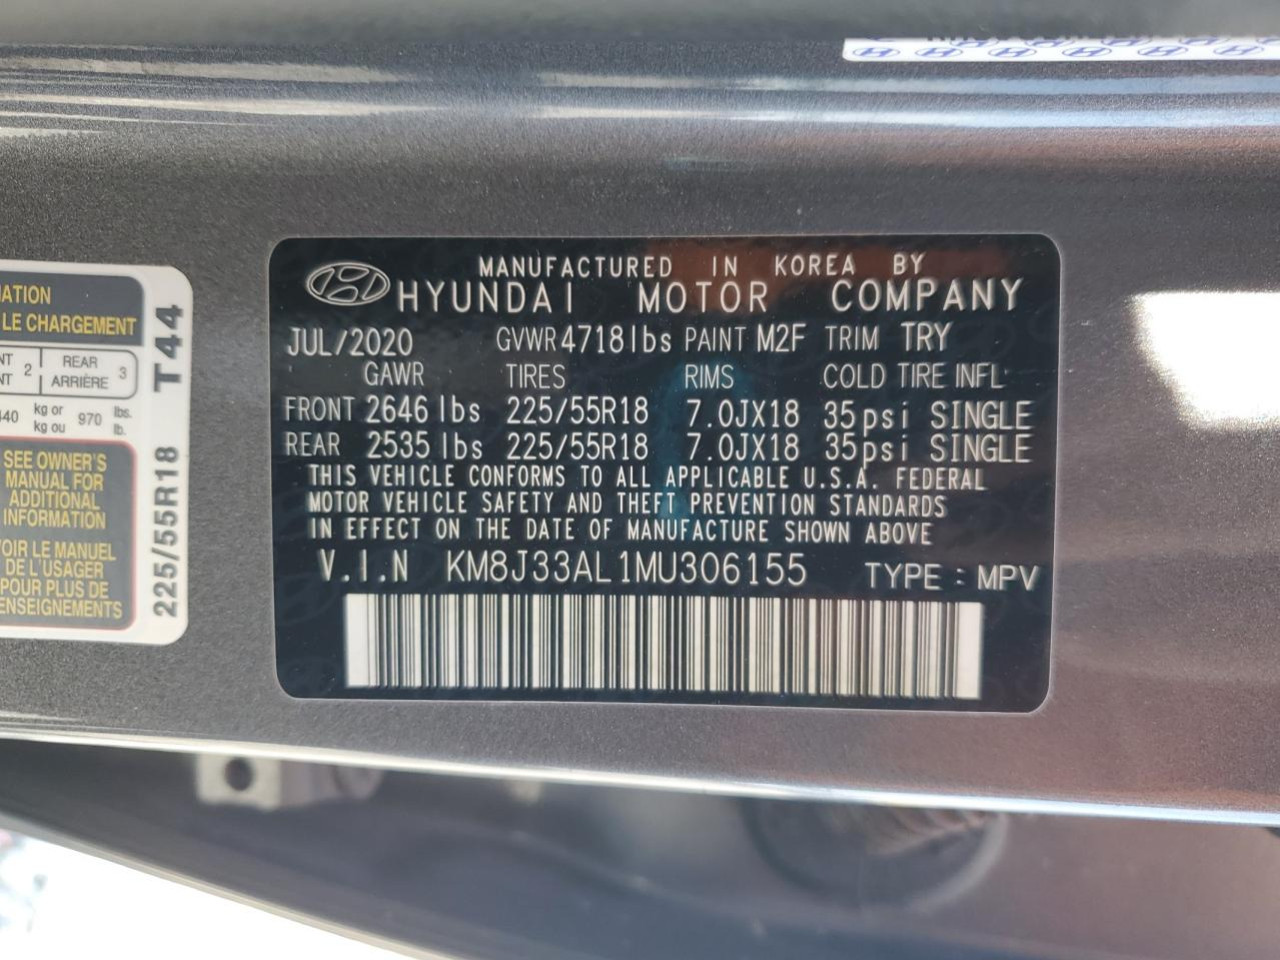 MANUFACTURED IN KOREA BY
HYUNDAI MOTOR COMPANY
JUL/2020 GVWR 4718lbs PAINT M2F TRIM TRY
GAWR TIRES RIMS COLD TIRE INFL
FRONT 2646 lbs 225/55R18 7.0JX18 35psi SINGLE
REAR 2535 lbs 225/55R18 7.0JX18 35psi SINGLE
THIS VEHICLE CONFORMS TO ALL APPLICABLE U.S.A. FEDERAL
MOTOR VEHICLE SAFETY AND THEFT PREVENTION STANDARDS
IN EFFECT ON THE DATE OF MANUFACTURE SHOWN ABOVE
V.I.N KM8J33AL1MU306155 TYPE : MPV
LE CHARGEMENT
2 REAR 3
ARRIÈRE
kg or 970 lbs.
kg ou lb.
SEE OWNER'S
MANUAL FOR
ADDITIONAL
INFORMATION
LE MANUEL
DE L'USAGER
POUR PLUS DE
225/55R18 T44